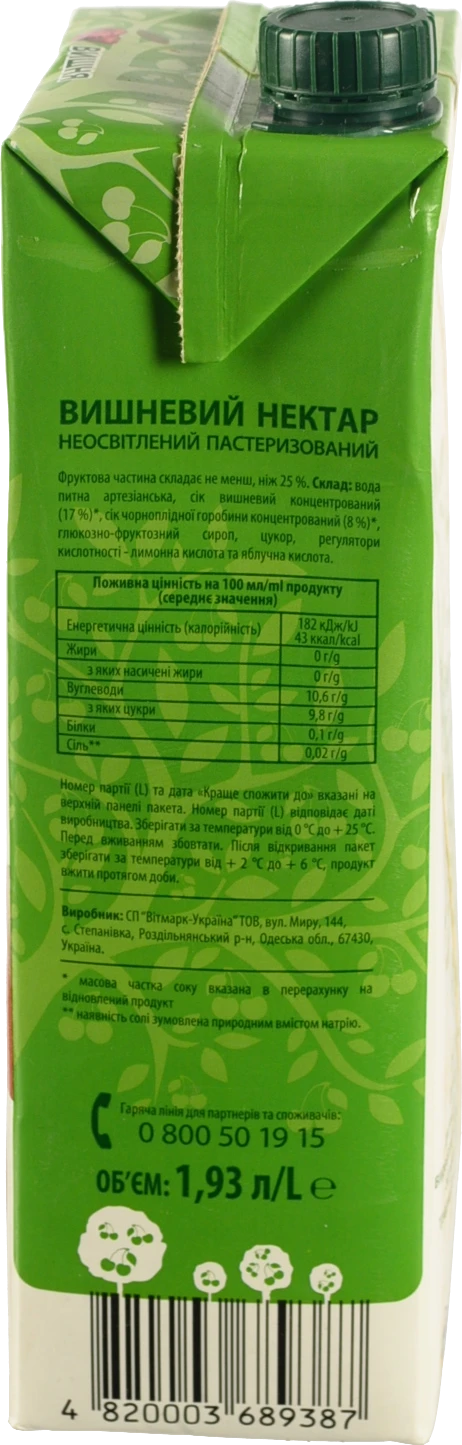 ВИШНЯ
ВИШНЕВИЙ НЕКТАР
НЕОСВІТЛЕНИЙ ПАСТЕРИЗОВАНИЙ
Фруктова частина складає не менш, ніж 25 %. Склад: вода
питна артезіанська, сік вишневий концентрований
(17 %)*, сік чорноплідної горобини концентрований (8 %)*,
глюкозно-фруктозний сироп, цукор, регулятори
кислотності - лимонна кислота та яблучна кислота.
Поживна цінність на 100 мл/ml продукту
(середнє значення)
Енергетична цінність (калорійність) 182 кДж/kJ
43 ккал/kcal
Жири 0 г/g
з яких насичені жири 0 г/g
Вуглеводи 10,6 г/g
з яких цукри 9,8 г/g
Білки 0,1 г/g
Сіль** 0,02 г/g
Номер партії (L) та дата «Краще спожити до» вказані на
верхній панелі пакета. Номер партії (L) відповідає даті
виробництва. Зберігати за температури від 0 °C до + 25 °C.
Перед вживанням збовтати. Після відкривання пакет
зберігати за температури від + 2 °C до + 6 °C, продукт
вжити протягом доби.
Виробник: СП "Вітмарк-Україна" ТОВ, вул. Миру, 144,
с. Степанівка, Роздільнянський р-н, Одеська обл., 67430,
Україна.
* масова частка соку вказана в перерахунку на
відновлений продукт
** наявність солі зумовлена природним вмістом натрію.
Гаряча лінія для партнерів та споживачів:
0 800 50 19 15
ОБ'ЄМ: 1,93 л/L ℮
4 820003 689387